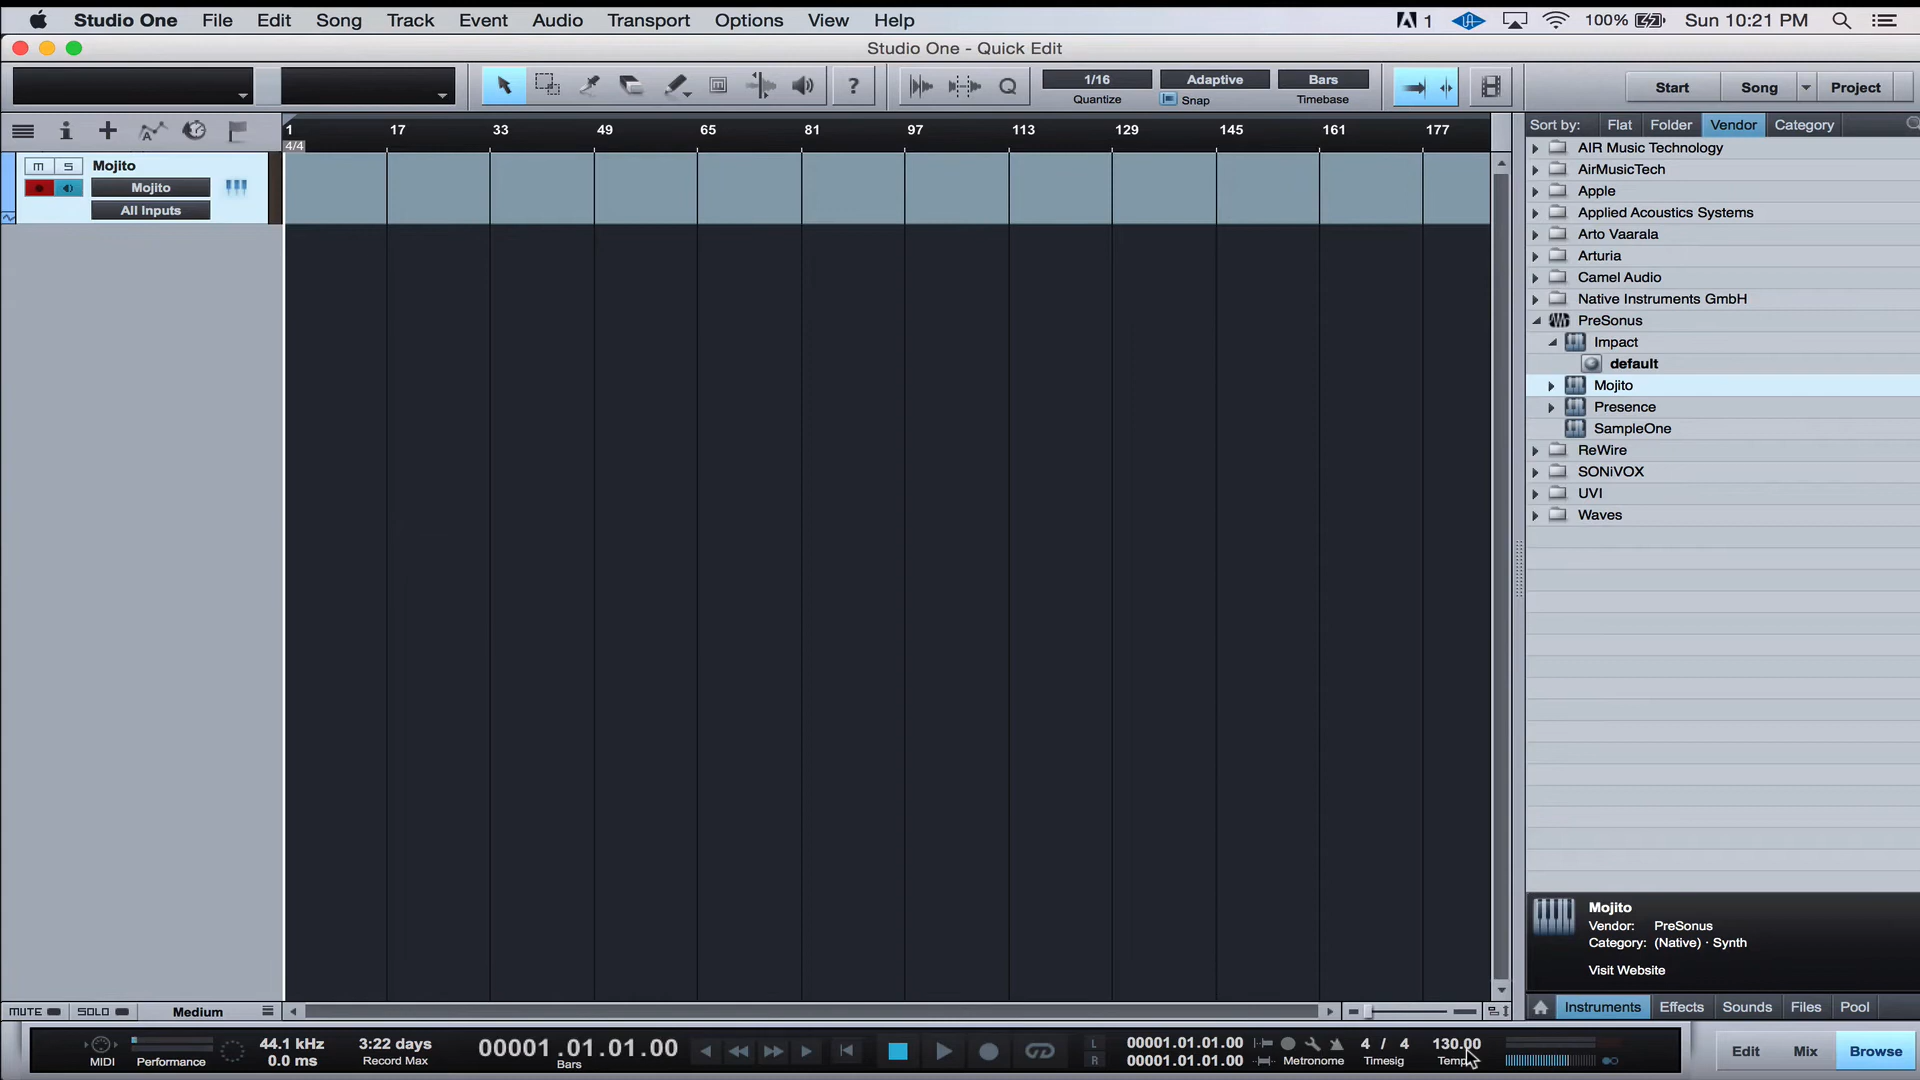 Studio One File Edit Song Track Event Audio Transport Options View Help 1 100% Sun 10:21 PM
Studio One - Quick Edit
? Q 1/16 Adaptive Bars Start Song Project
Quantize Snap Timebase
1 17 33 49 65 81 97 113 129 145 161 177
4/4
Sort by: Flat Folder Vendor Category
M S Mojito
Mojito
All Inputs
AIR Music Technology
AirMusicTech
Apple
Applied Acoustics Systems
Arto Vaarala
Arturia
Camel Audio
Native Instruments GmbH
PreSonus
Impact
default
Mojito
Presence
SampleOne
ReWire
SONiVOX
UVI
Waves
Mojito
Vendor: PreSonus
Category: (Native) · Synth
Visit Website
MUTE SOLO Medium
Instruments Effects Sounds Files Pool
MIDI Performance
44.1 kHz
0.0 ms
3:22 days
Record Max
00001.01.01.00
Bars
L 00001.01.01.00
R 00001.01.01.00
Metronome
4 / 4
Timesig
130.00
Edit Mix Browse